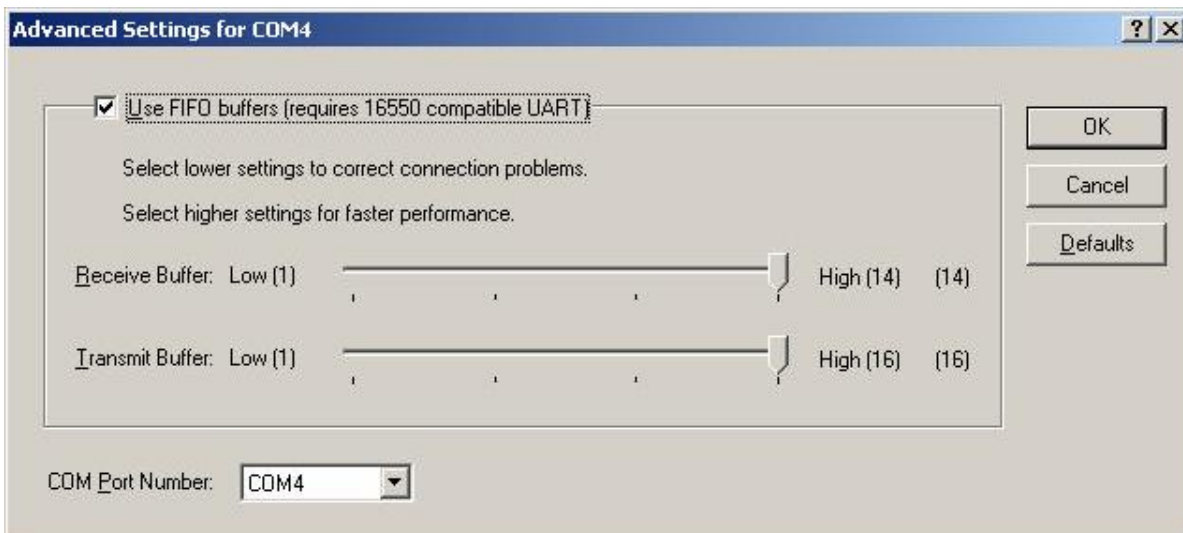 Advanced Settings for COM4
Use FIFO buffers (requires 16550 compatible UART)
OK
Select lower settings to correct connection problems.
Cancel
Select higher settings for faster performance.
Defaults
Receive Buffer: Low (1) High (14) (14)
Transmit Buffer: Low (1) High (16) (16)
COM Port Number: COM4